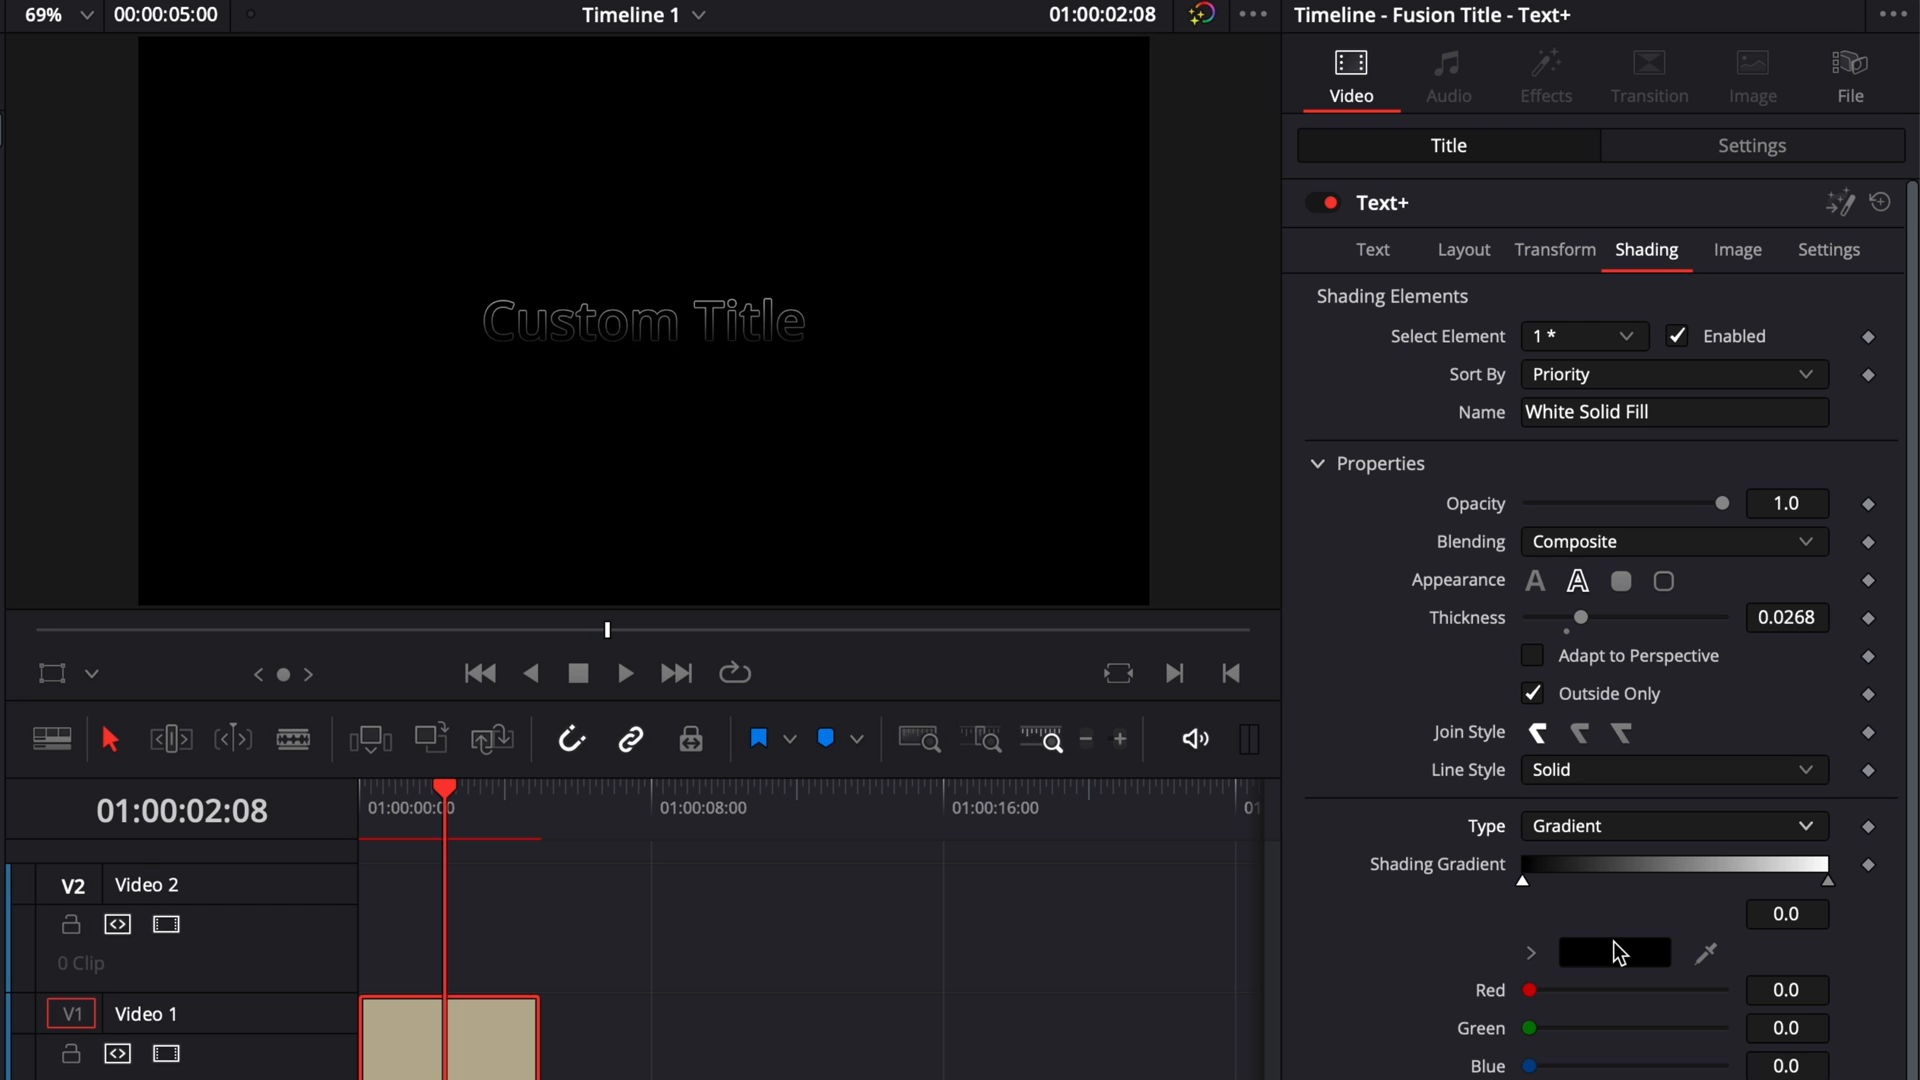 69%
00:00:05:00
Timeline 1
01:00:02:08
Timeline - Fusion Title - Text+
Video
Audio
Effects
Transition
Image
File
Title
Settings
Text+
Text
Layout
Transform
Shading
Image
Settings
Shading Elements
Select Element
1 *
Enabled
Sort By
Priority
Name
White Solid Fill
Custom Title
Properties
Opacity
1.0
Blending
Composite
Appearance
Thickness
0.0268
Adapt to Perspective
Outside Only
Join Style
Line Style
Solid
Type
Gradient
Shading Gradient
0.0
Red
0.0
Green
0.0
Blue
0.0
01:00:02:08
01:00:00:00
01:00:08:00
01:00:16:00
01
V2
Video 2
0 Clip
V1
Video 1